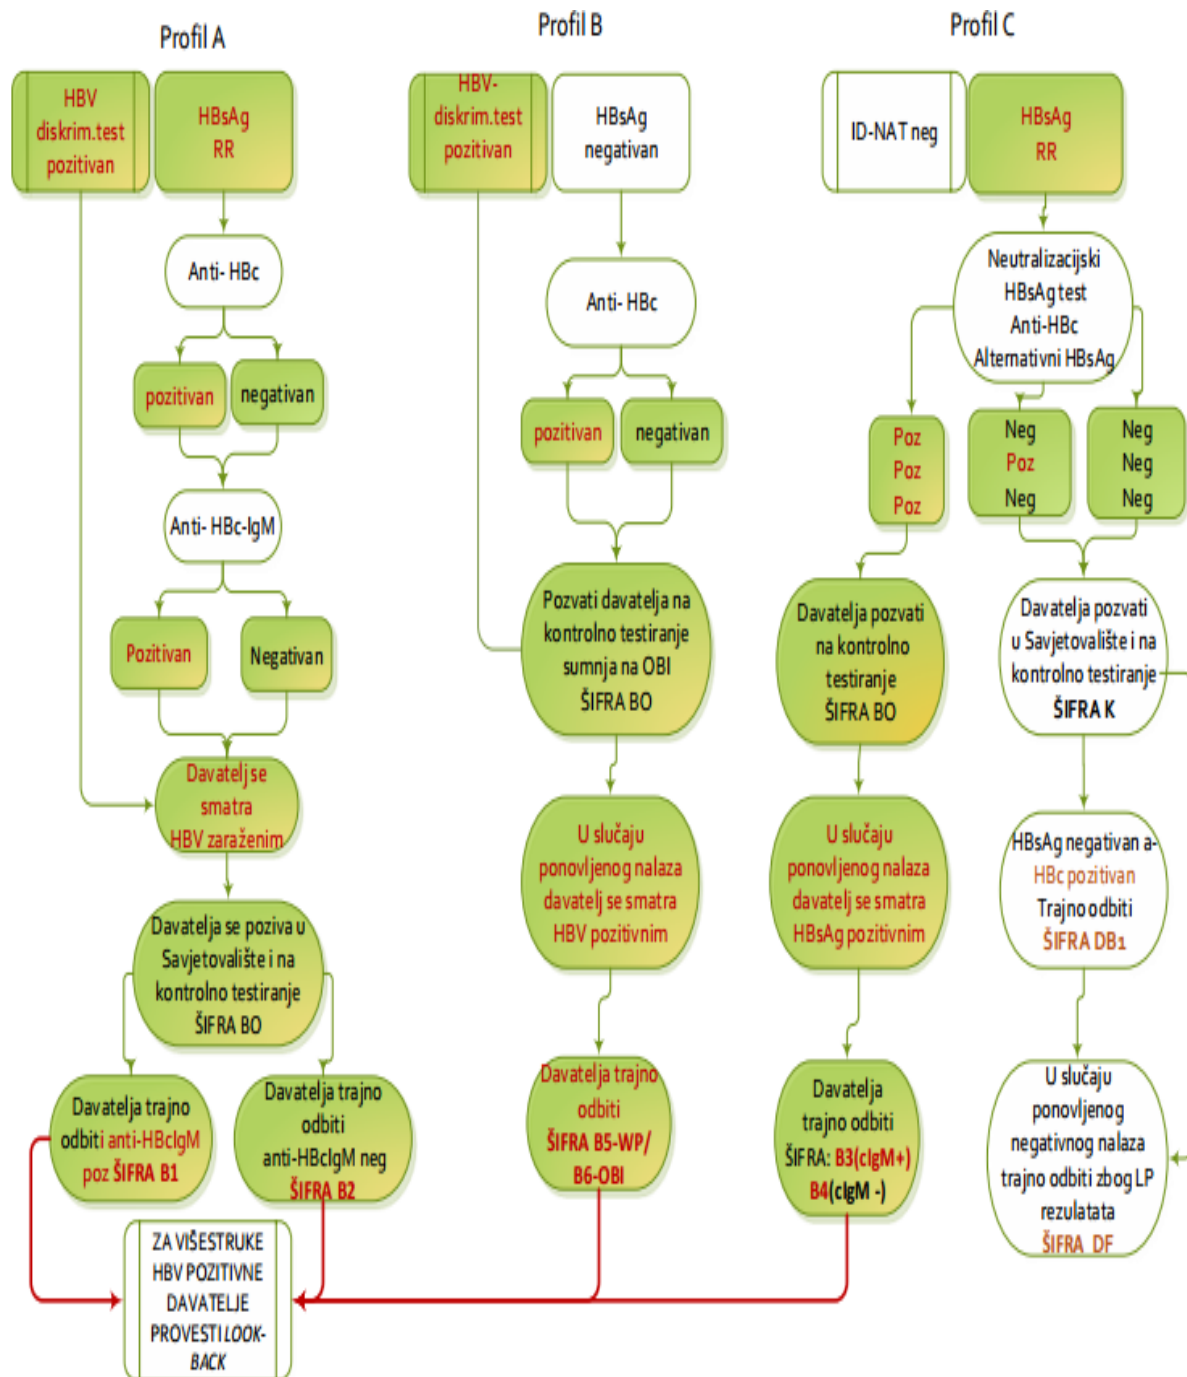 Profil A
HBV
diskrim.test
pozitivan
HBsAg
RR
Anti- HBc
pozitivan
negativan
Anti- HBc-IgM
Pozitivan
Negativan
Davatelj se
smatra
HBV zaraženim
Davatelja se poziva u
Savjetovalište i na
kontrolno testiranje
ŠIFRA BO
Davatelja trajno
odbiti anti-HBcIgM
poz ŠIFRA B1
Davatelja trajno
odbiti
anti-HBcIgM neg
ŠIFRA B2
ZA VIŠESTRUKE
HBV POZITIVNE
DAVATELJE
PROVESTI LOOK-
BACK
Profil B
HBV-
diskrim.test
pozitivan
HBsAg
negativan
Anti- HBc
pozitivan
negativan
Pozvati davatelja na
kontrolno testiranje
sumnja na OBI
ŠIFRA BO
U slučaju
ponovljenog nalaza
davatelj se smatra
HBV pozitivnim
Davatelja trajno
odbiti
ŠIFRA B5-WP/
B6-OBI
Profil C
ID-NAT neg
HBsAg
RR
Neutralizacijski
HBsAg test
Anti-HBc
Alternativni HBsAg
Poz
Poz
Poz
Neg
Poz
Neg
Neg
Neg
Neg
Davatelja pozvati
na kontrolno
testiranje
ŠIFRA BO
U slučaju
ponovljenog nalaza
davatelj se smatra
HBsAg pozitivnim
Davatelja
trajno odbiti
ŠIFRA: B3(cIgM+)
B4(cIgM -)
Davatelja pozvati
u Savjetovalište i na
kontrolno testiranje
ŠIFRA K
HBsAg negativan a-
HBc pozitivan
Trajno odbiti
ŠIFRA DB1
U slučaju
ponovljenog
negativnog nalaza
trajno odbiti zbog LP
rezulatata
ŠIFRA DF